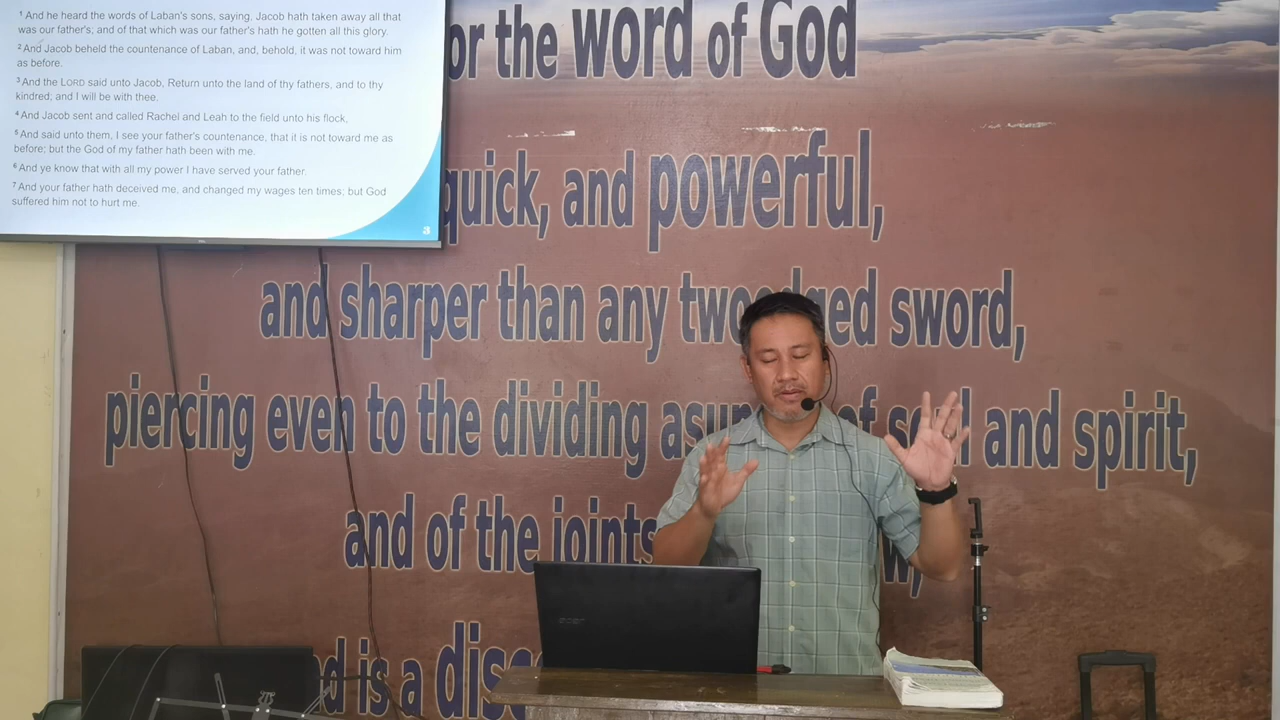 1 And he heard the words of Laban's sons, saying, Jacob hath taken away all that
was our father's; and of that which was our father's hath he gotten all this glory.
2 And Jacob beheld the countenance of Laban, and, behold, it was not toward him
as before.
3 And the LORD said unto Jacob, Return unto the land of thy fathers, and to thy
kindred; and I will be with thee.
4 And Jacob sent and called Rachel and Leah to the field unto his flock,
5 And said unto them, I see your father's countenance, that it is not toward me as
before; but the God of my father hath been with me.
6 And ye know that with all my power I have served your father.
7 And your father hath deceived me, and changed my wages ten times; but God
suffered him not to hurt me.
3
or the word of God
quick, and powerful,
and sharper than any twoedged sword,
piercing even to the dividing of soul and spirit,
and of the joints
is a
acer